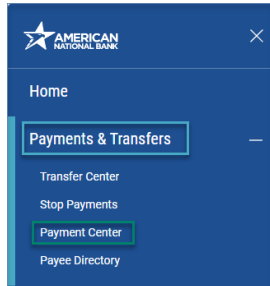 AMERICAN
NATIONAL BANK
Home
Payments & Transfers
Transfer Center
Stop Payments
Payment Center
Payee Directory